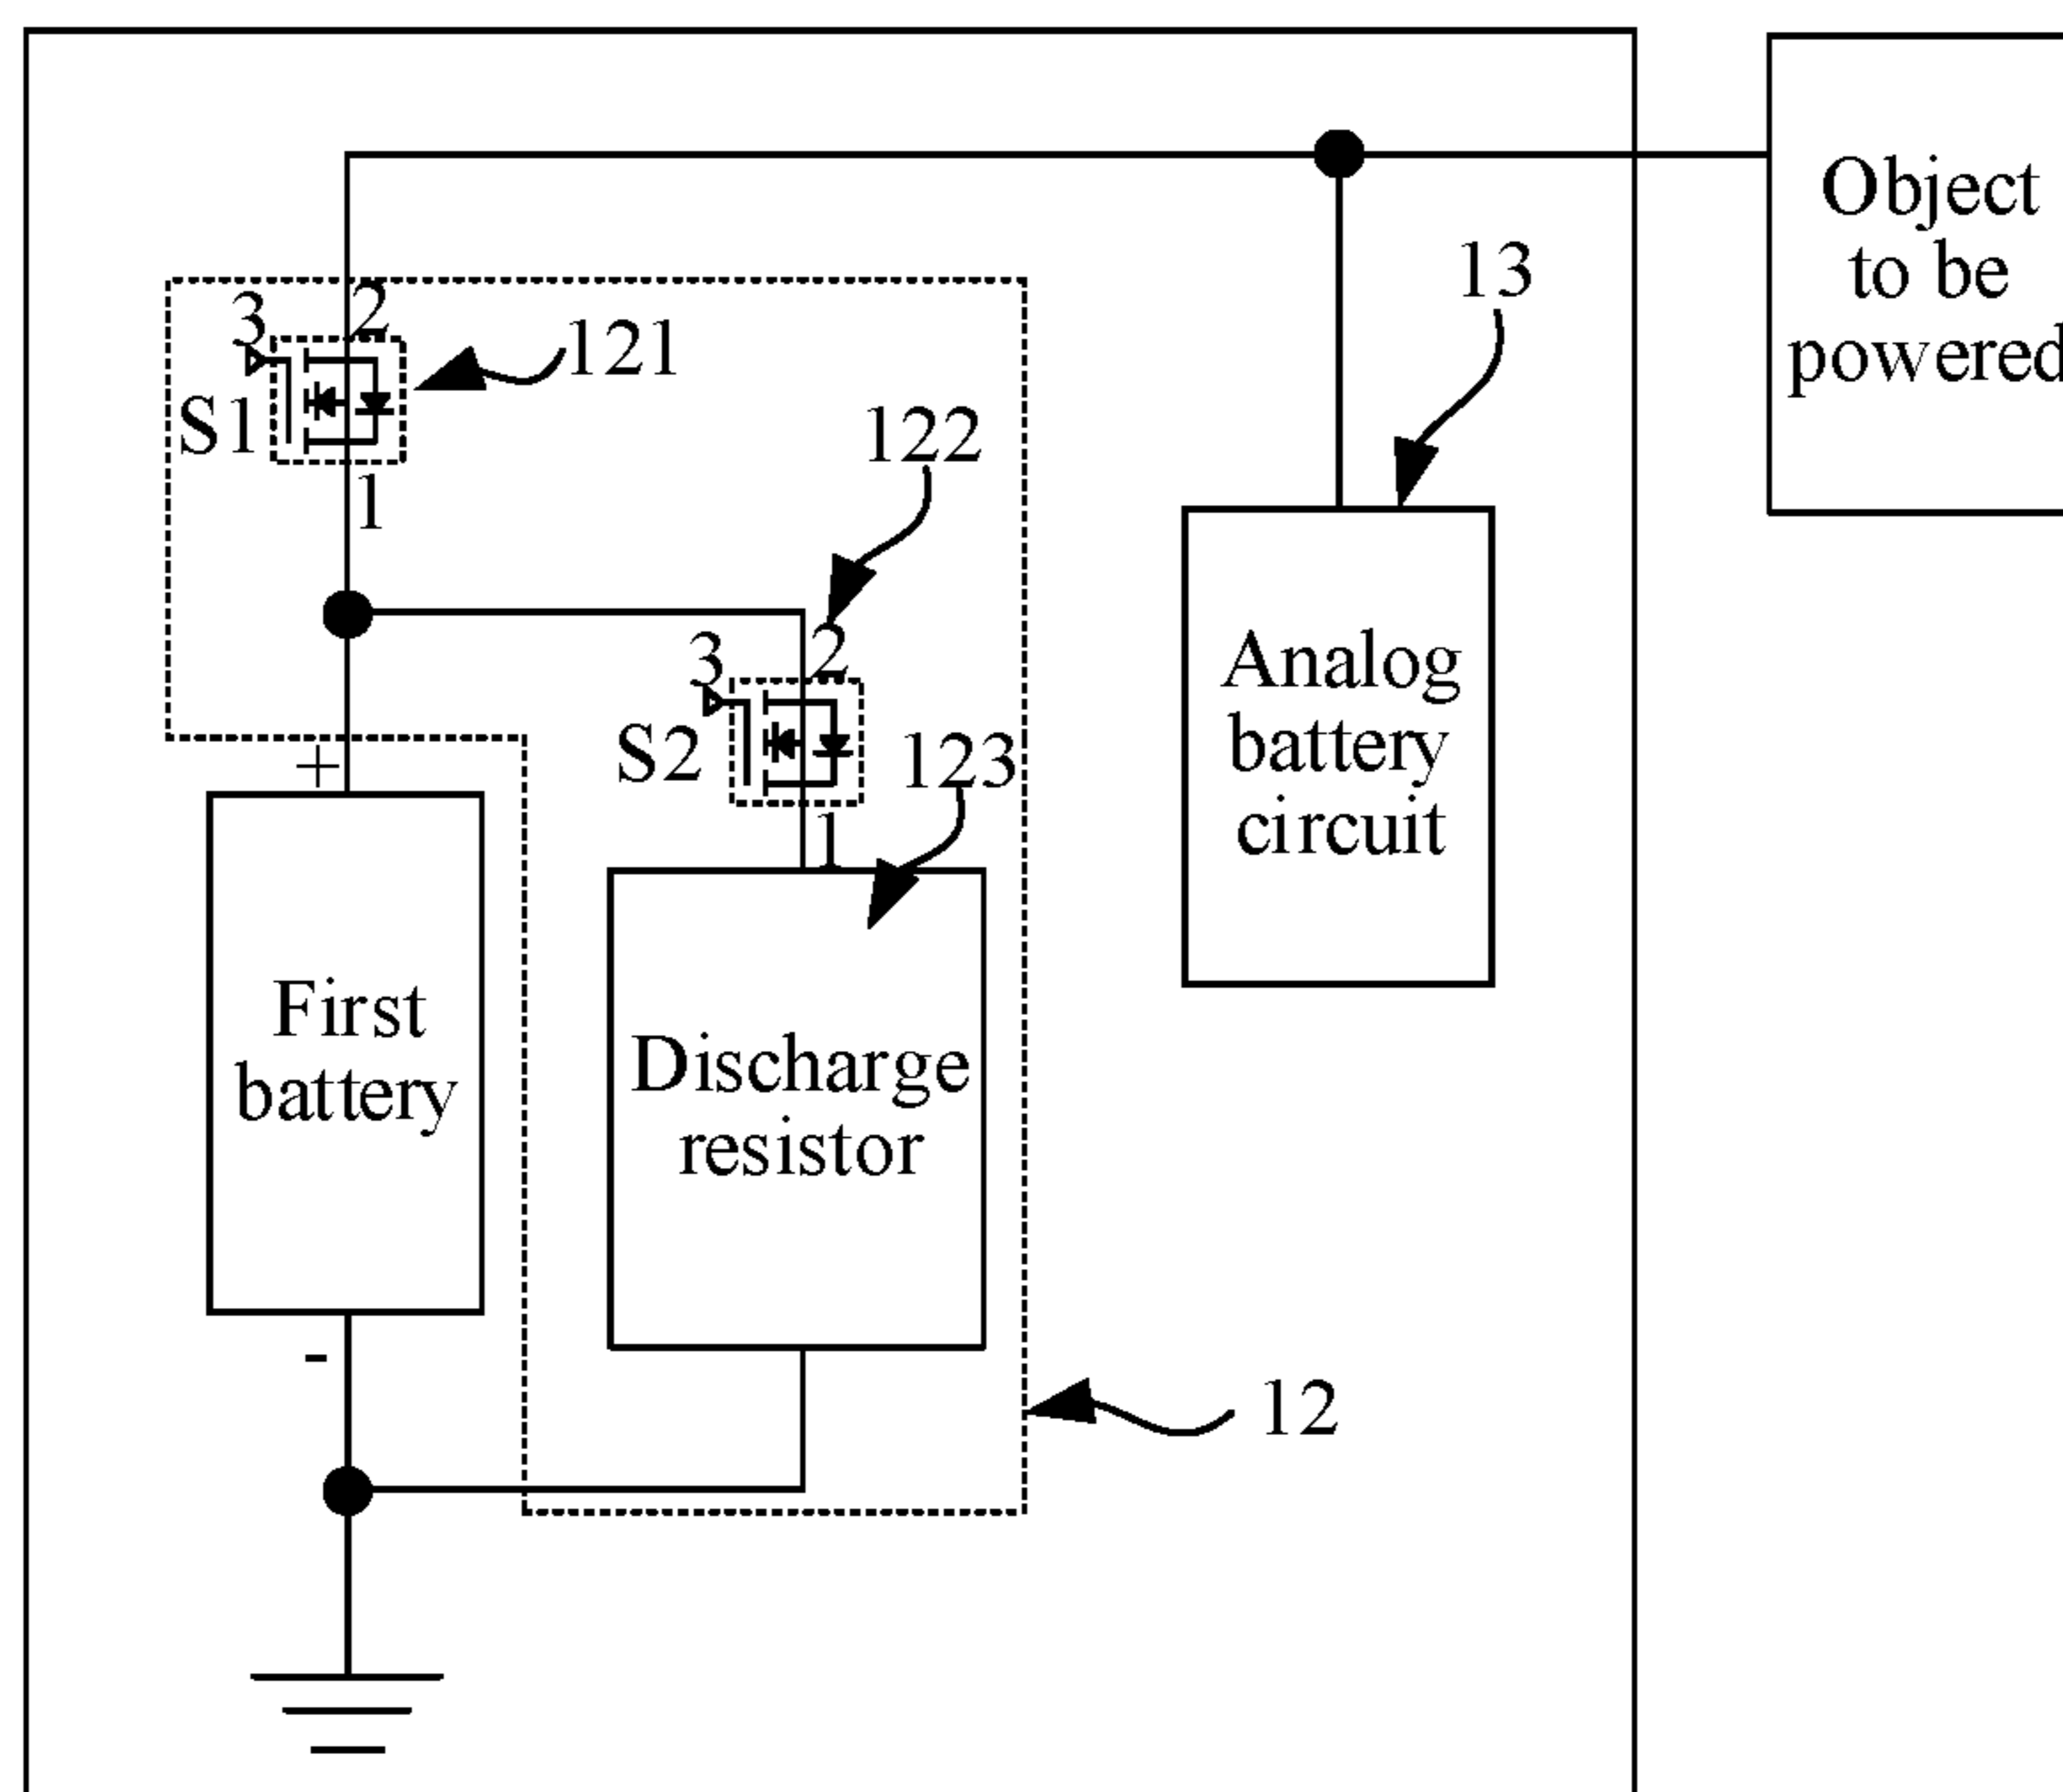 Object
to be
powered
13
3
2
121
S1
122
1
3
2
S2
123
1
+
Analog
battery
circuit
First
battery
Discharge
resistor
-
12